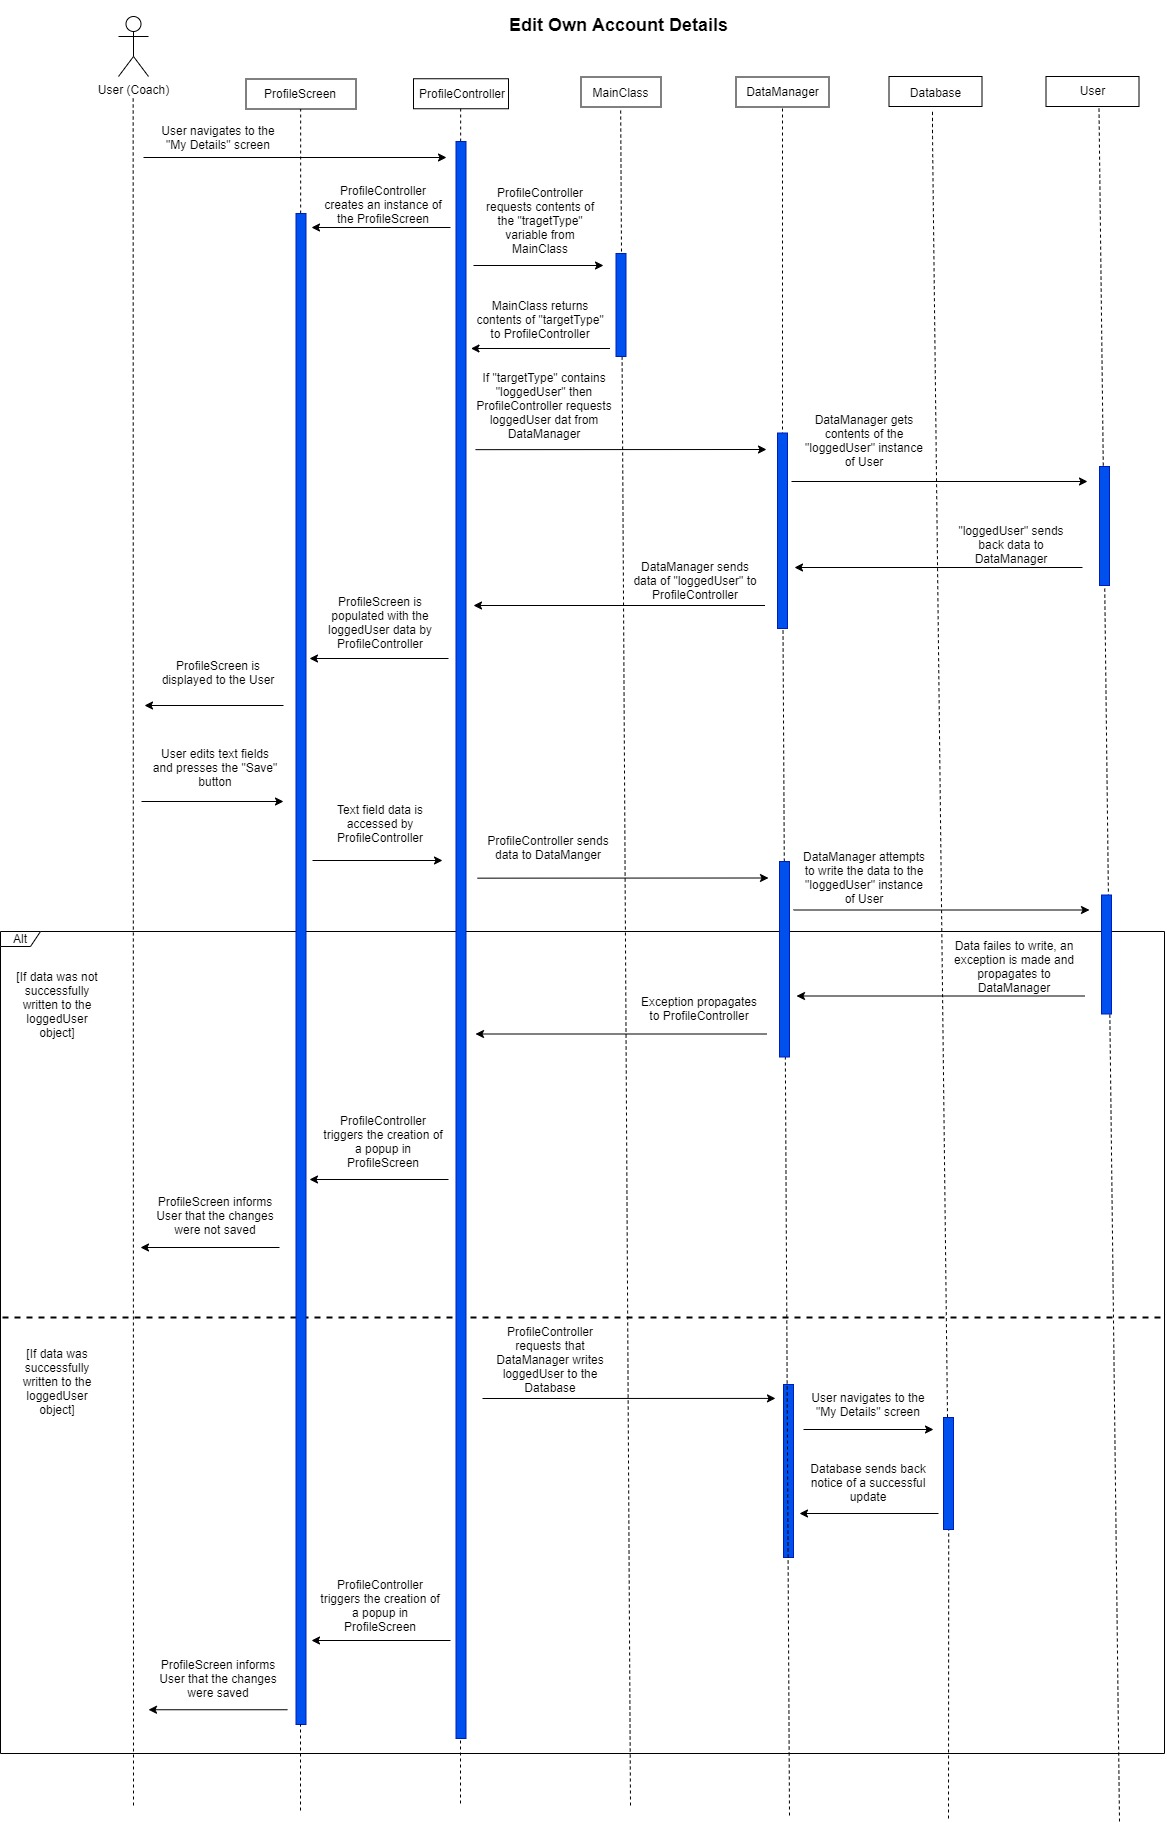 Edit Own Account Details
User (Coach)
ProfileScreen
ProfileController
MainClass
DataManager
Database
User
User navigates to the
"My Details" screen
ProfileController
creates an instance of
the ProfileScreen
ProfileController
requests contents of
the "tragetType"
variable from
MainClass
MainClass returns
contents of "targetType"
to ProfileController
If "targetType" contains
"loggedUser" then
ProfileController requests
loggedUser dat from
DataManager
DataManager gets
contents of the
"loggedUser" instance
of User
"loggedUser" sends
back data to
DataManager
DataManager sends
data of "loggedUser" to
ProfileController
ProfileScreen is
populated with the
loggedUser data by
ProfileController
ProfileScreen is
displayed to the User
User edits text fields
and presses the "Save"
button
Text field data is
accessed by
ProfileController
ProfileController sends
data to DataManger
DataManager attempts
to write the data to the
"loggedUser" instance
of User
Alt
[If data was not
successfully
written to the
loggedUser
object]
Data failes to write, an
exception is made and
propagates to
DataManager
Exception propagates
to ProfileController
ProfileController
triggers the creation of
a popup in
ProfileScreen
ProfileScreen informs
User that the changes
were not saved
[If data was
successfully
written to the
loggedUser
object]
ProfileController
requests that
DataManager writes
loggedUser to the
Database
User navigates to the
"My Details" screen
Database sends back
notice of a successful
update
ProfileController
triggers the creation of
a popup in
ProfileScreen
ProfileScreen informs
User that the changes
were saved